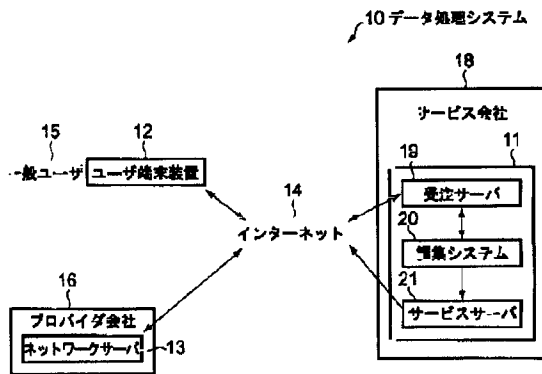 10 データ処理システム
18
サービス会社
15
12
11
一般ユーザ
ユーザ端末装置
19
受注サーバ
14
インターネット
20
編集システム
16
21
プロバイダ会社
サービスサーバ
ネットワークサーバ
13